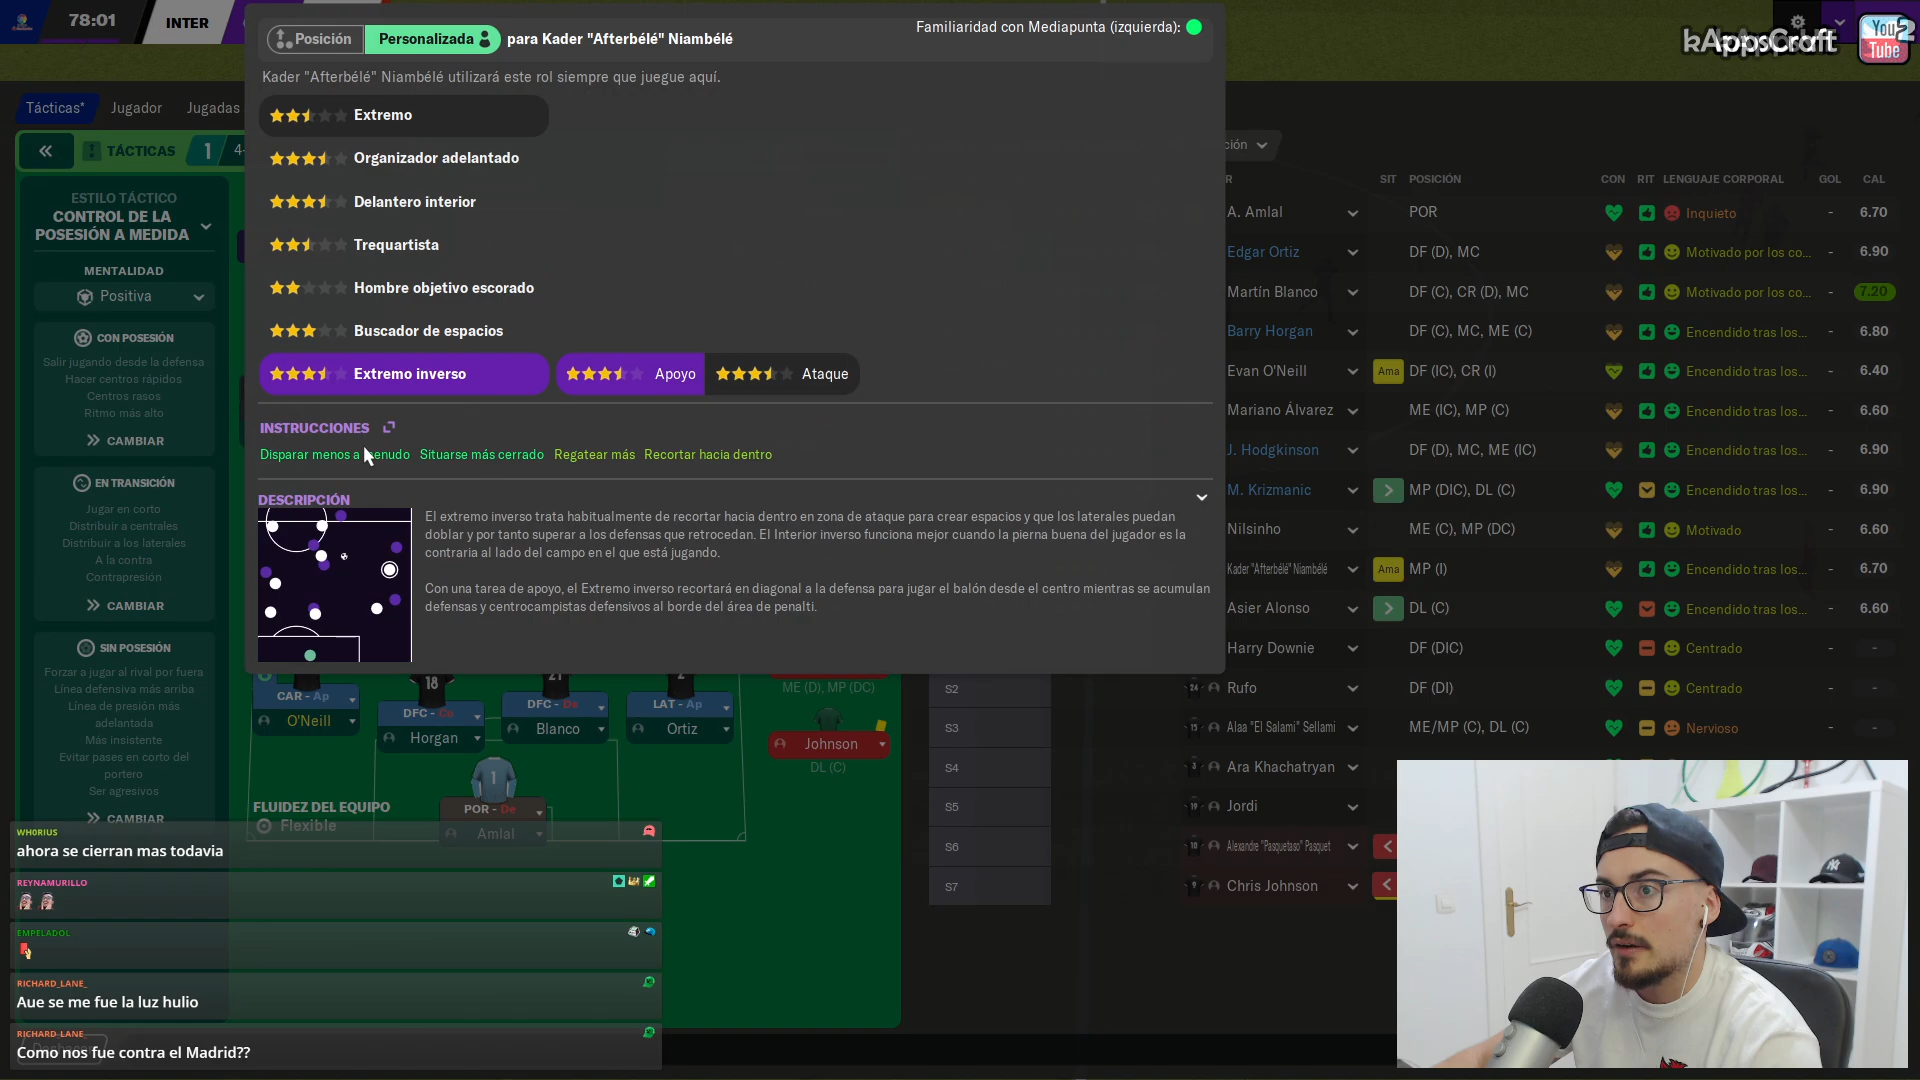 78:01
INTER
Posición
Personalizada
para Kader "Afterbélé" Niambélé
Familiaridad con Mediapunta (izquierda):
kAppsCraft
You Tube
2
Kader "Afterbélé" Niambélé utilizará este rol siempre que juegue aquí.
Tácticas*
Jugador
Jugadas
TÁCTICAS
1
4-
ESTILO TÁCTICO
CONTROL DE LA
POSESIÓN A MEDIDA
MENTALIDAD
Positiva
CON POSESIÓN
Salir jugando desde la defensa
Hacer centros rápidos
Centros rasos
Ritmo más alto
CAMBIAR
EN TRANSICIÓN
Jugar en corto
Distribuir a centrales
Distribuir a los laterales
A la contra
Contrapresión
CAMBIAR
SIN POSESIÓN
Forzar a jugar al rival por fuera
Línea defensiva más arriba
Línea de presión más
adelantada
Más insistente
Evitar pases en corto del
portero
Ser agresivos
CAMBIAR
Extremo
Organizador adelantado
Delantero interior
Trequartista
Hombre objetivo escorado
Buscador de espacios
Extremo inverso
Apoyo
Ataque
INSTRUCCIONES
Disparar menos a menudo
Situarse más cerrado
Regatear más
Recortar hacia dentro
DESCRIPCIÓN
El extremo inverso trata habitualmente de recortar hacia dentro en zona de ataque para crear espacios y que los laterales puedan
doblar y por tanto superar a los defensas que retrocedan. El Interior inverso funciona mejor cuando la pierna buena del jugador es la
contraria al lado del campo en el que está jugando.
Con una tarea de apoyo, el Extremo inverso recortará en diagonal a la defensa para jugar el balón desde el centro mientras se acumulan
defensas y centrocampistas defensivos al borde del área de penalti.
ción
R
SIT
POSICIÓN
CON
RIT
LENGUAJE CORPORAL
GOL
CAL
A. Amlal POR Inquieto - 6.70
Edgar Ortiz DF (D), MC Motivado por los co... - 6.90
Martín Blanco DF (C), CR (D), MC Motivado por los co... - 7.20
Barry Horgan DF (C), MC, ME (C) Encendido tras los... - 6.80
Evan O'Neill Ama DF (IC), CR (I) Encendido tras los... - 6.40
Mariano Álvarez ME (IC), MP (C) Encendido tras los... - 6.60
J. Hodgkinson DF (D), MC, ME (IC) Encendido tras los... - 6.90
M. Krizmanic MP (DIC), DL (C) Encendido tras los... - 6.90
Nilsinho ME (C), MP (DC) Motivado - 6.60
Kader "Afterbélé" Niambélé Ama MP (I) Encendido tras los... - 6.70
Asier Alonso DL (C) Encendido tras los... - 6.60
Harry Downie DF (DIC) Centrado - -
S2
24 Rufo DF (DI) Centrado - -
S3
15 Alaa "El Salami" Sellami ME/MP (C), DL (C) Nervioso - -
S4
Ara Khachatryan
S5
19 Jordi
S6
10 Alexandre "Pasquetaso" Pasquet
S7
9 Chris Johnson
18
21
2
CAR - Ap
O'Neill
DFC - Co
Horgan
DFC - De
Blanco
LAT - Ap
Ortiz
ME (D), MP (DC)
Johnson
DL (C)
1
POR - De
Amlal
FLUIDEZ DEL EQUIPO
Flexible
WH0RIUS
ahora se cierran mas todavia
REYNAMURILLO
EMPELADOL
RICHARD_LANE_
Aue se me fue la luz hulio
RICHARD_LANE_
Como nos fue contra el Madrid??